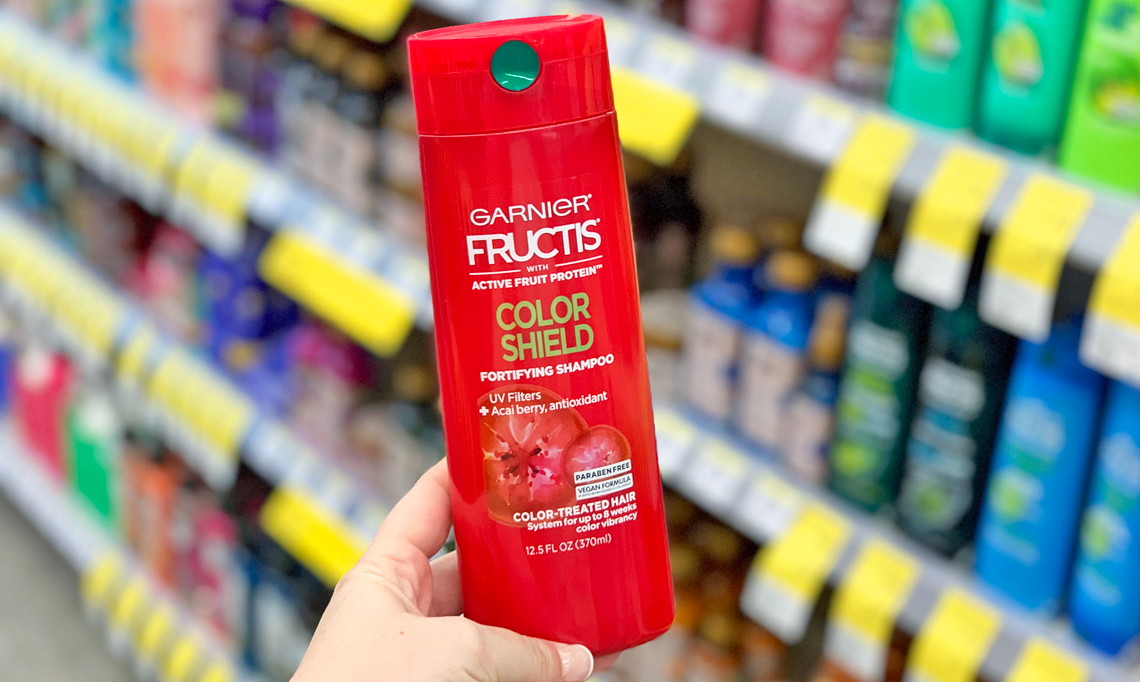 GARNIER®
FRUCTIS®
WITH
ACTIVE FRUIT PROTEIN™
COLOR
SHIELD
FORTIFYING SHAMPOO
UV Filters
+ Acai berry, antioxidant
PARABEN FREE
VEGAN FORMULA
COLOR-TREATED HAIR
System for up to 8 weeks
color vibrancy
12.5 FL OZ (370ml)